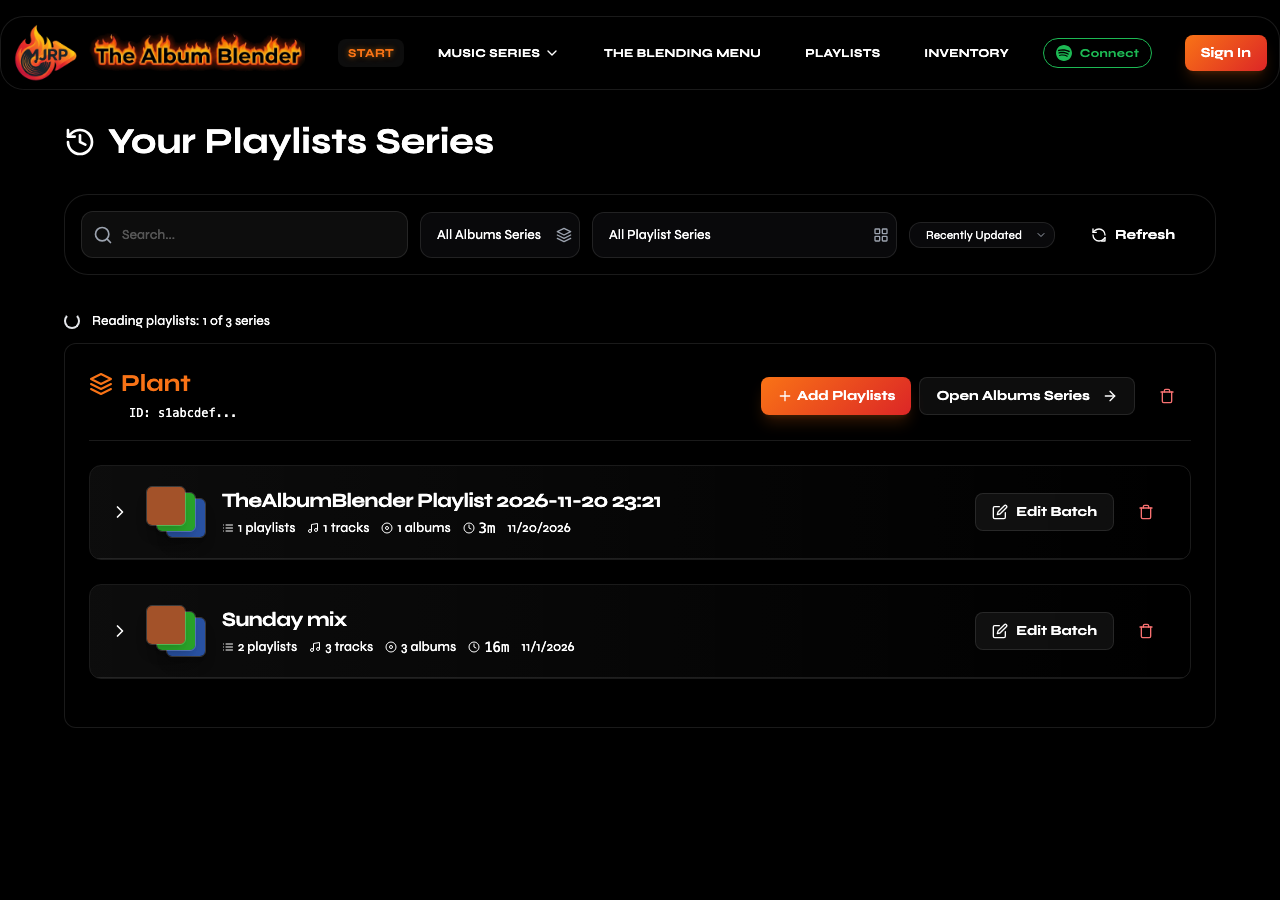 JRP The Album Blender START MUSIC SERIES THE BLENDING MENU PLAYLISTS INVENTORY Connect Sign In
Your Playlists Series
Search... All Albums Series All Playlist Series Recently Updated Refresh
Reading playlists: 1 of 3 series
Plant
ID: s1abcdef...
+ Add Playlists Open Albums Series
TheAlbumBlender Playlist 2026-11-20 23:21
1 playlists 1 tracks 1 albums 3m 11/20/2026
Edit Batch
Sunday mix
2 playlists 3 tracks 3 albums 16m 11/1/2026
Edit Batch